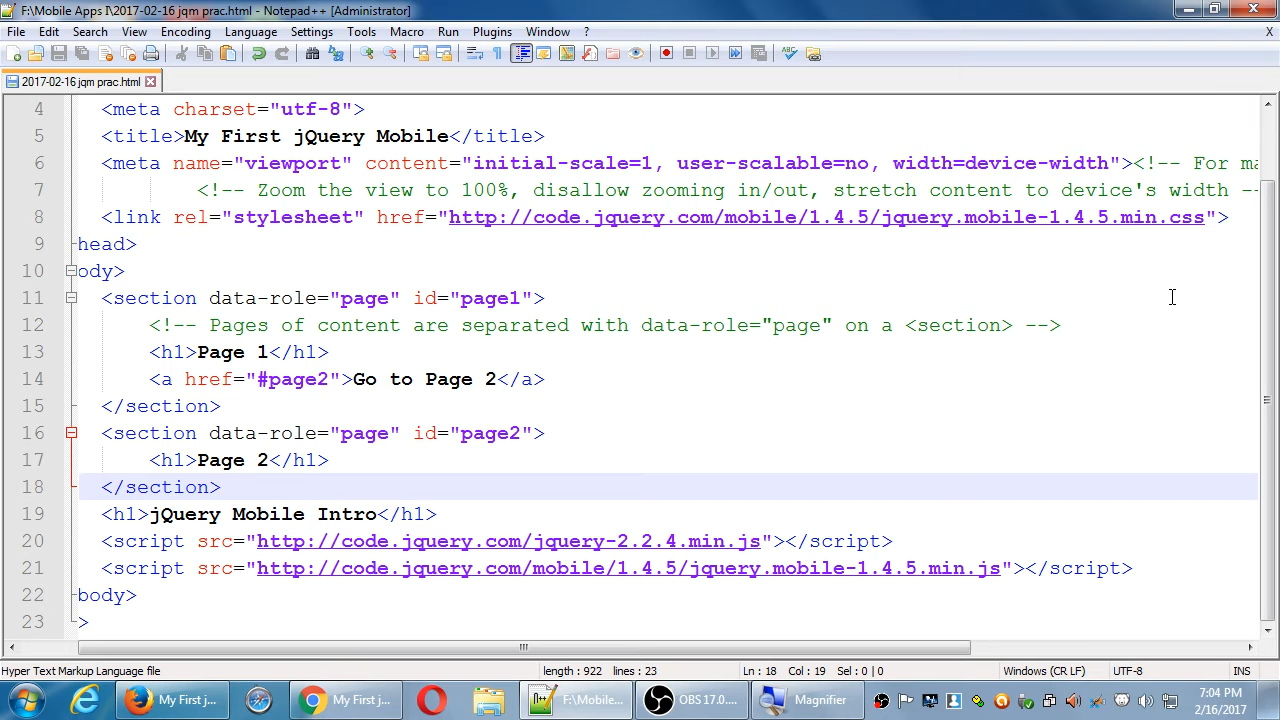 F:\Mobile Apps I\2017-02-16 jqm prac.html - Notepad++ [Administrator]
File Edit Search View Encoding Language Settings Tools Macro Run Plugins Window ? X
2017-02-16 jqm prac.html
4 <meta charset="utf-8">
5 <title>My First jQuery Mobile</title>
6 <meta name="viewport" content="initial-scale=1, user-scalable=no, width=device-width"><!-- For ma
7 <!-- Zoom the view to 100%, disallow zooming in/out, stretch content to device's width --
8 <link rel="stylesheet" href="http://code.jquery.com/mobile/1.4.5/jquery.mobile-1.4.5.min.css">
9 head>
10 ody>
11 <section data-role="page" id="page1">
12 <!-- Pages of content are separated with data-role="page" on a <section> -->
13 <h1>Page 1</h1>
14 <a href="#page2">Go to Page 2</a>
15 </section>
16 <section data-role="page" id="page2">
17 <h1>Page 2</h1>
18 </section>
19 <h1>jQuery Mobile Intro</h1>
20 <script src="http://code.jquery.com/jquery-2.2.4.min.js"></script>
21 <script src="http://code.jquery.com/mobile/1.4.5/jquery.mobile-1.4.5.min.js"></script>
22 body>
23 >
Hyper Text Markup Language file length : 922 lines : 23 Ln : 18 Col : 19 Sel : 0 | 0 Windows (CR LF) UTF-8 INS
My First j... My First j... F:\Mobile... OBS 17.0.... Magnifier 7:04 PM
2/16/2017